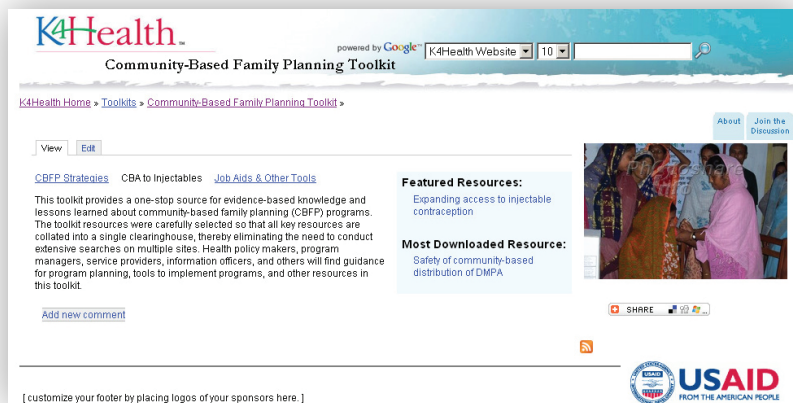 K4Health
powered by Google™ K4Health Website 10
Community-Based Family Planning Toolkit
K4Health Home » Toolkits » Community-Based Family Planning Toolkit »
About Join the
Discussion
View Edit
CBFP Strategies CBA to Injectables Job Aids & Other Tools
This toolkit provides a one-stop source for evidence-based knowledge and
lessons learned about community-based family planning (CBFP) programs.
The toolkit resources were carefully selected so that all key resources are
collated into a single clearinghouse, thereby eliminating the need to conduct
extensive searches on multiple sites. Health policy makers, program
managers, service providers, information officers, and others will find guidance
for program planning, tools to implement programs, and other resources in
this toolkit.
Add new comment
Featured Resources:
Expanding access to injectable
contraception
Most Downloaded Resource:
Safety of community-based
distribution of DMPA
Photoshare
SHARE
[ customize your footer by placing logos of your sponsors here. ]
USAID
USAID
FROM THE AMERICAN PEOPLE